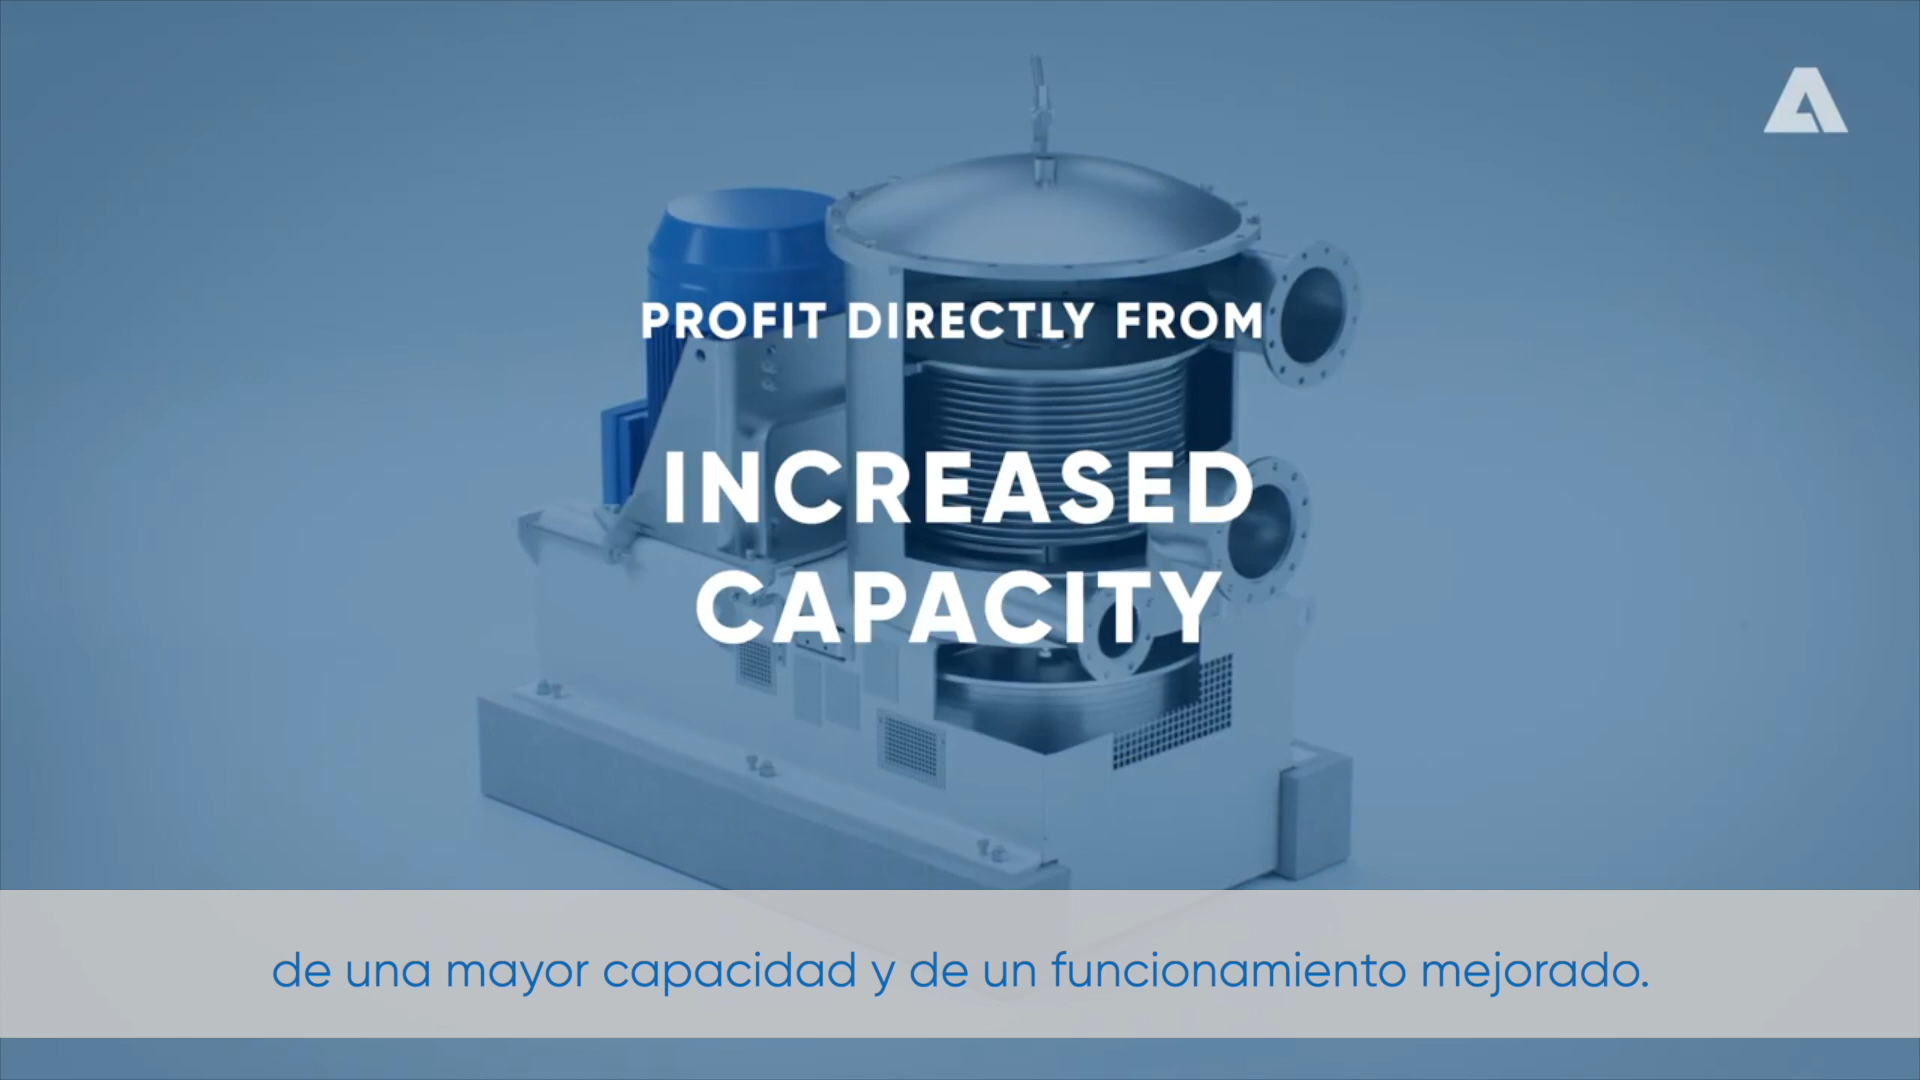 PROFIT DIRECTLY FROM
INCREASED
CAPACITY
de una mayor capacidad y de un funcionamiento mejorado.